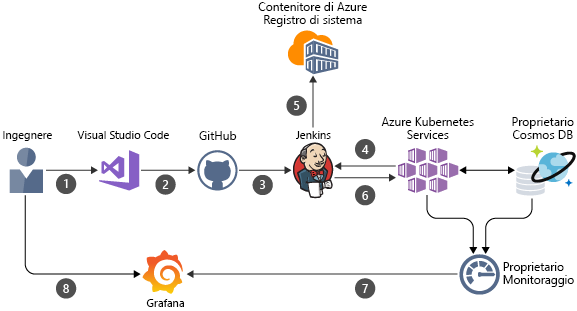 Contenitore di Azure
Registro di sistema
5
Ingegnere
Visual Studio Code
GitHub
Jenkins
Azure Kubernetes
Services
Proprietario
Cosmos DB
1
2
3
4
6
8
Grafana
7
Proprietario
Monitoraggio